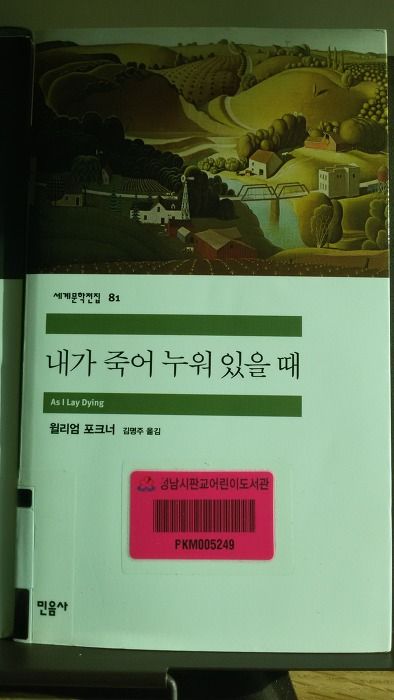 세계문학전집 81
내가 죽어 누워 있을 때
As I Lay Dying
윌리엄 포크너 김명주 옮김
성남시판교어린이도서관
PKM005249
민음사